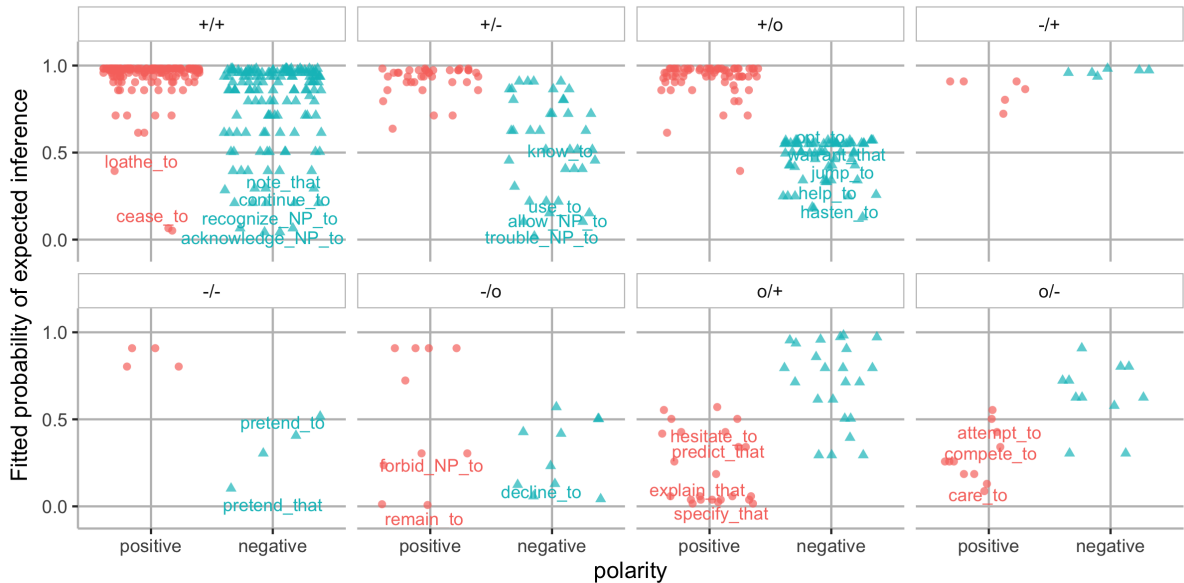 +/+ +/- +/o -/+
1.0
0.5
0.0
loathe_to
cease_to
note_that
continue_to
recognize_NP_to
acknowledge_NP_to
know_to
use_to
allow_NP_to
trouble_NP_to
opt_to
warrant_that
jump_to
help_to
hasten_to
Fitted probability of expected inference
-/- -/o o/+ o/-
1.0
0.5
0.0
pretend_to
pretend_that
forbid_NP_to
remain_to
decline_to
hesitate_to
predict_that
explain_that
specify_that
attempt_to
compete_to
care_to
positive negative positive negative positive negative positive negative
polarity